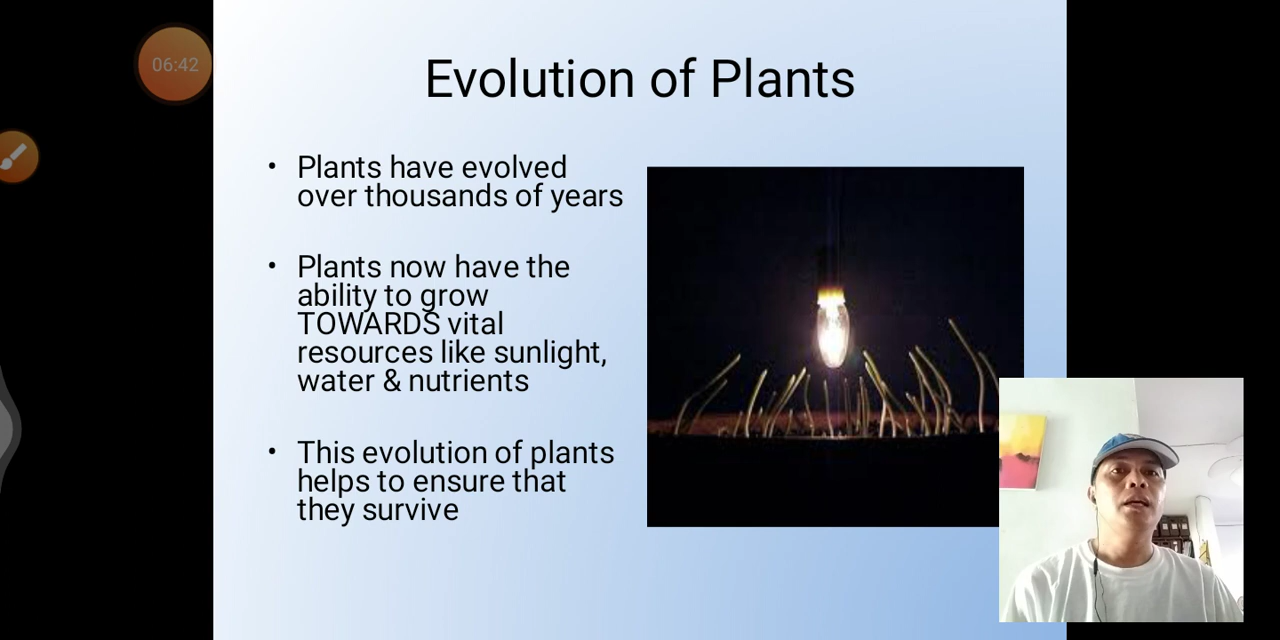 06:42
Evolution of Plants
• Plants have evolved
over thousands of years
• Plants now have the
ability to grow
TOWARDS vital
resources like sunlight,
water & nutrients
• This evolution of plants
helps to ensure that
they survive